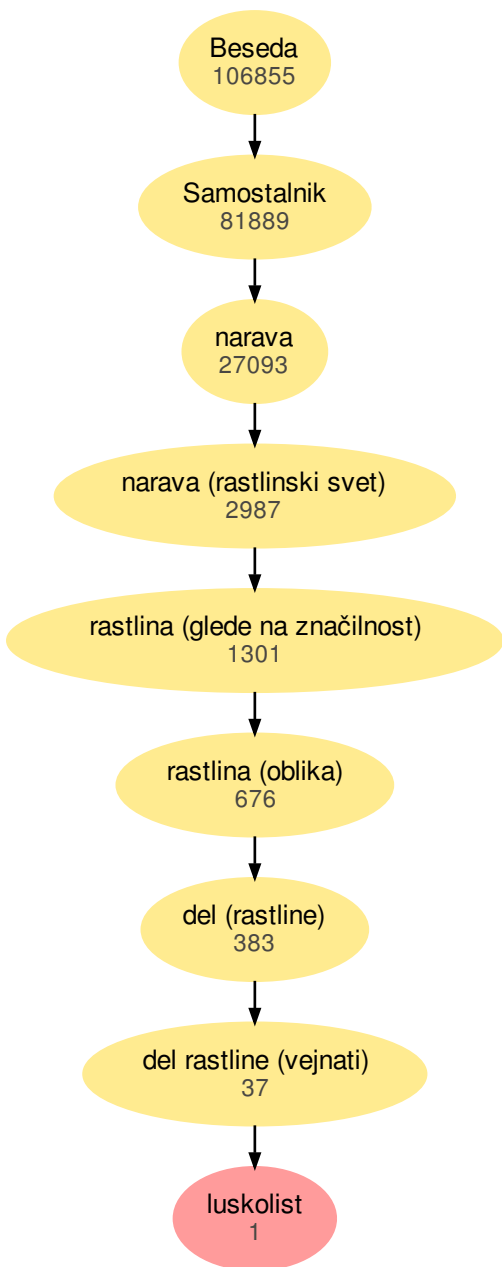 Beseda
106855
Samostalnik
81889
narava
27093
narava (rastlinski svet)
2987
rastlina (glede na značilnost)
1301
rastlina (oblika)
676
del (rastline)
383
del rastline (vejnati)
37
luskolist
1